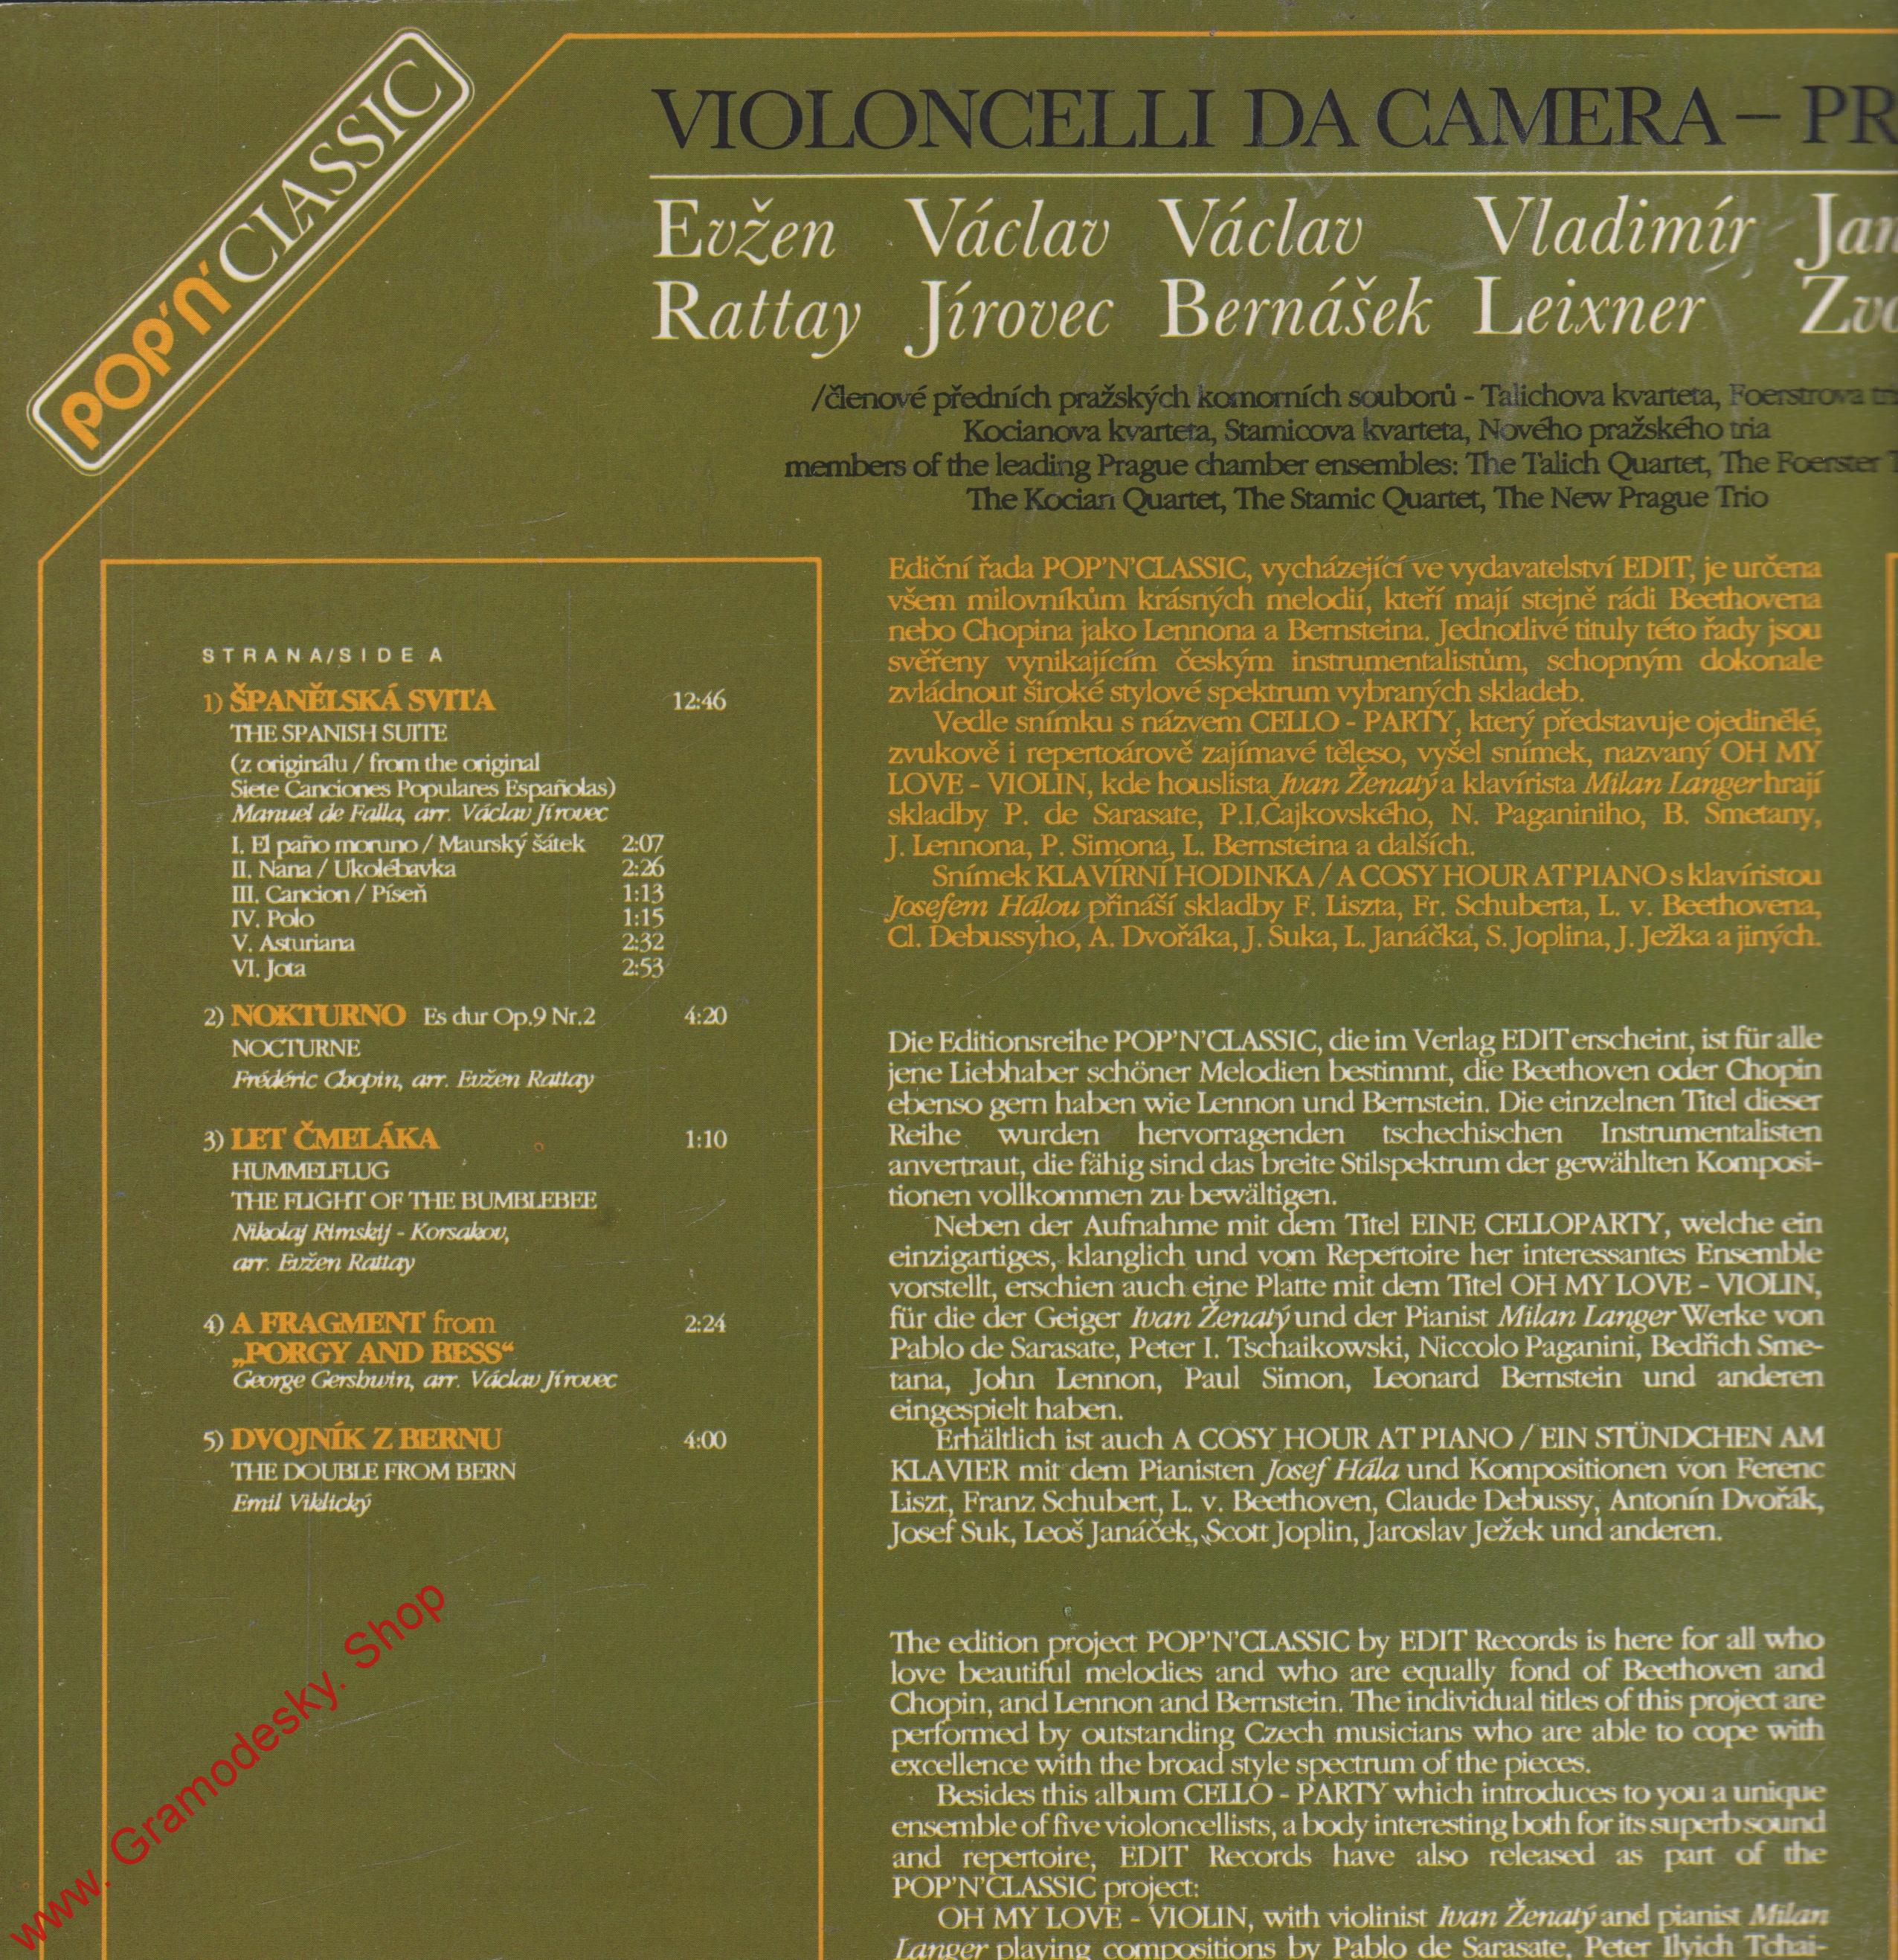 POP'N'CLASSIC
VIOLONCELLI DA CAMERA – PR
Evžen Václav Václav Vladimír Jan
Rattay Jírovec Bernášek Leixner
/členové předních pražských komorních souborů - Talichova kvarteta, Foerstrova
Kocianova kvarteta, Stamicova kvarteta, Nového pražského tria
members of the leading Prague chamber ensembles: The Talich Quartet, The Foerster
The Kocian Quartet, The Stamic Quartet, The New Prague Trio
STRANA/SIDE A
1) ŠPANĚLSKÁ SVITA 12:46
THE SPANISH SUITE
(z originálu / from the original
Siete Canciones Populares Españolas)
Manuel de Falla, arr. Václav Jírovec
I. El paño moruno / Maurský šátek 2:07
II. Nana / Ukolébavka 2:26
III. Cancion / Píseň 1:13
IV. Polo 1:15
V. Asturiana 2:32
VI. Jota 2:53
2) NOKTURNO Es dur Op.9 Nr.2 4:20
NOCTURNE
Frédéric Chopin, arr. Evžen Rattay
3) LET ČMELÁKA 1:10
HUMMELFLUG
THE FLIGHT OF THE BUMBLEBEE
Nikolaj Rimskij - Korsakov,
arr. Evžen Rattay
4) A FRAGMENT from 2:24
„PORGY AND BESS“
George Gershwin, arr. Václav Jírovec
5) DVOJNÍK Z BERNU 4:00
THE DOUBLE FROM BERN
Emil Viklický
Ediční řada POP'N'CLASSIC, vycházející ve vydavatelství EDIT, je určena
všem milovníkům krásných melodií, kteří mají stejně rádi Beethovena
nebo Chopina jako Lennona a Bernsteina. Jednotlivé tituly této řady jsou
svěřeny vynikajícím českým instrumentalistům, schopným dokonale
zvládnout široké stylové spektrum vybraných skladeb.
Vedle snímku s názvem CELLO - PARTY, který představuje ojedinělé,
zvukově i repertoárově zajímavé těleso, vyšel snímek, nazvaný OH MY
LOVE - VIOLIN, kde houslista Ivan Ženatý a klavírista Milan Langer hrají
skladby P. de Sarasate, P.I.Čajkovského, N. Paganiniho, B. Smetany,
J. Lennona, P. Simona, L. Bernsteina a dalších.
Snímek KLAVÍRNÍ HODINKA / A COSY HOUR AT PIANO s klavíristou
Josefem Hálou přináší skladby F. Liszta, Fr. Schuberta, L. v. Beethovena,
Cl. Debussyho, A. Dvořáka, J. Suka, L. Janáčka, S. Joplina, J. Ježka a jiných.
Die Editionsreihe POP'N'CLASSIC, die im Verlag EDIT erscheint, ist für alle
jene Liebhaber schöner Melodien bestimmt, die Beethoven oder Chopin
ebenso gern haben wie Lennon und Bernstein. Die einzelnen Titel dieser
Reihe wurden hervorragenden tschechischen Instrumentalisten
anvertraut, die fähig sind das breite Stilspektrum der gewählten Komposi-
tionen vollkommen zu bewältigen.
Neben der Aufnahme mit dem Titel EINE CELLOPARTY, welche ein
einzigartiges, klanglich und vom Repertoire her interessantes Ensemble
vorstellt, erschien auch eine Platte mit dem Titel OH MY LOVE - VIOLIN,
für die der Geiger Ivan Ženatý und der Pianist Milan Langer Werke von
Pablo de Sarasate, Peter I. Tschaikowski, Niccolo Paganini, Bedřich Sme-
tana, John Lennon, Paul Simon, Leonard Bernstein und anderen
eingespielt haben.
Erhältlich ist auch A COSY HOUR AT PIANO / EIN STÜNDCHEN AM
KLAVIER mit dem Pianisten Josef Hála und Kompositionen von Ferenc
Liszt, Franz Schubert, L. v. Beethoven, Claude Debussy, Antonín Dvořák,
Josef Suk, Leoš Janáček, Scott Joplin, Jaroslav Ježek und anderen.
The edition project POP'N'CLASSIC by EDIT Records is here for all who
love beautiful melodies and who are equally fond of Beethoven and
Chopin, and Lennon and Bernstein. The individual titles of this project are
performed by outstanding Czech musicians who are able to cope with
excellence with the broad style spectrum of the pieces.
Besides this album CELLO - PARTY which introduces to you a unique
ensemble of five violoncellists, a body interesting both for its superb sound
and repertoire, EDIT Records have also released as part of the
POP'N'CLASSIC project:
OH MY LOVE - VIOLIN, with violinist Ivan Ženatý and pianist Milan
Langer playing compositions by Pablo de Sarasate, Peter Ilyich Tchai-
www. Gramodesky. Shop